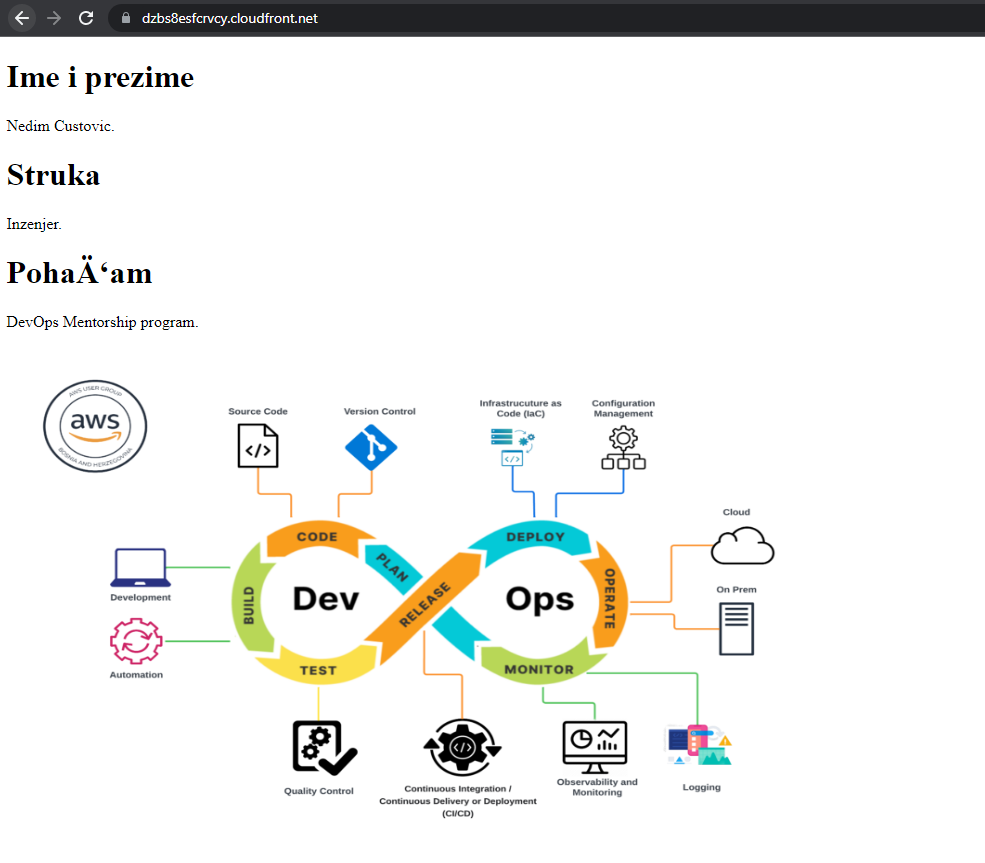 dzbs8esfcrvcy.cloudfront.net
Ime i prezime
Nedim Custovic.
Struka
Inzenjer.
PohaÄ‘am
DevOps Mentorship program.
AWS USER GROUP
aws
BOSNIA AND HERZEGOVINA
Source Code
Version Control
Infrastrucuture as
Code (IaC)
Configuration
Management
</>
</>
Cloud
CODE
PLAN
DEPLOY
Development
BUILD
Dev
RELEASE
Ops
OPERATE
On Prem
Automation
TEST
MONITOR
</>
Quality Control
Continuous Integration /
Continuous Delivery or Deployment
(CI/CD)
Observability and
Monitoring
Logging